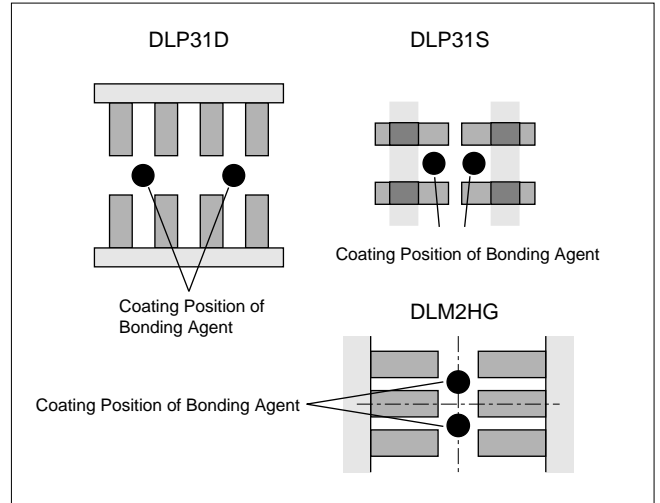 DLP31D
DLP31S
Coating Position of
Bonding Agent
Coating Position of Bonding Agent
DLM2HG
Coating Position of Bonding Agent